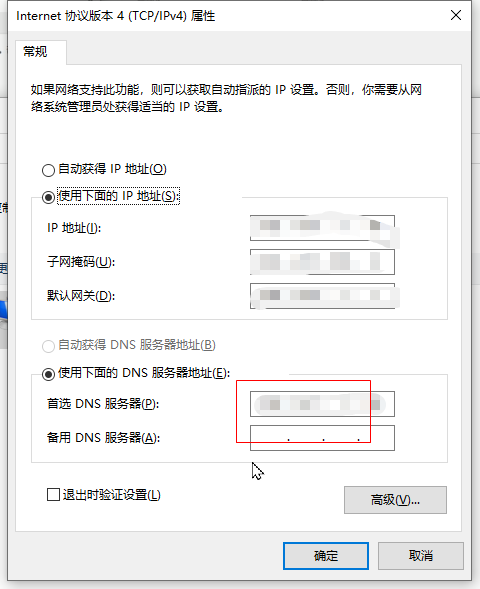 Internet 协议版本 4 (TCP/IPv4) 属性
常规
如果网络支持此功能，则可以获取自动指派的 IP 设置。否则，你需要从网
络系统管理员处获得适当的 IP 设置。
自动获得 IP 地址(O)
使用下面的 IP 地址(S):
IP 地址(I):
子网掩码(U):
默认网关(D):
自动获得 DNS 服务器地址(B)
使用下面的 DNS 服务器地址(E):
首选 DNS 服务器(P):
备用 DNS 服务器(A):
. . .
退出时验证设置(L)
高级(V)...
确定
取消